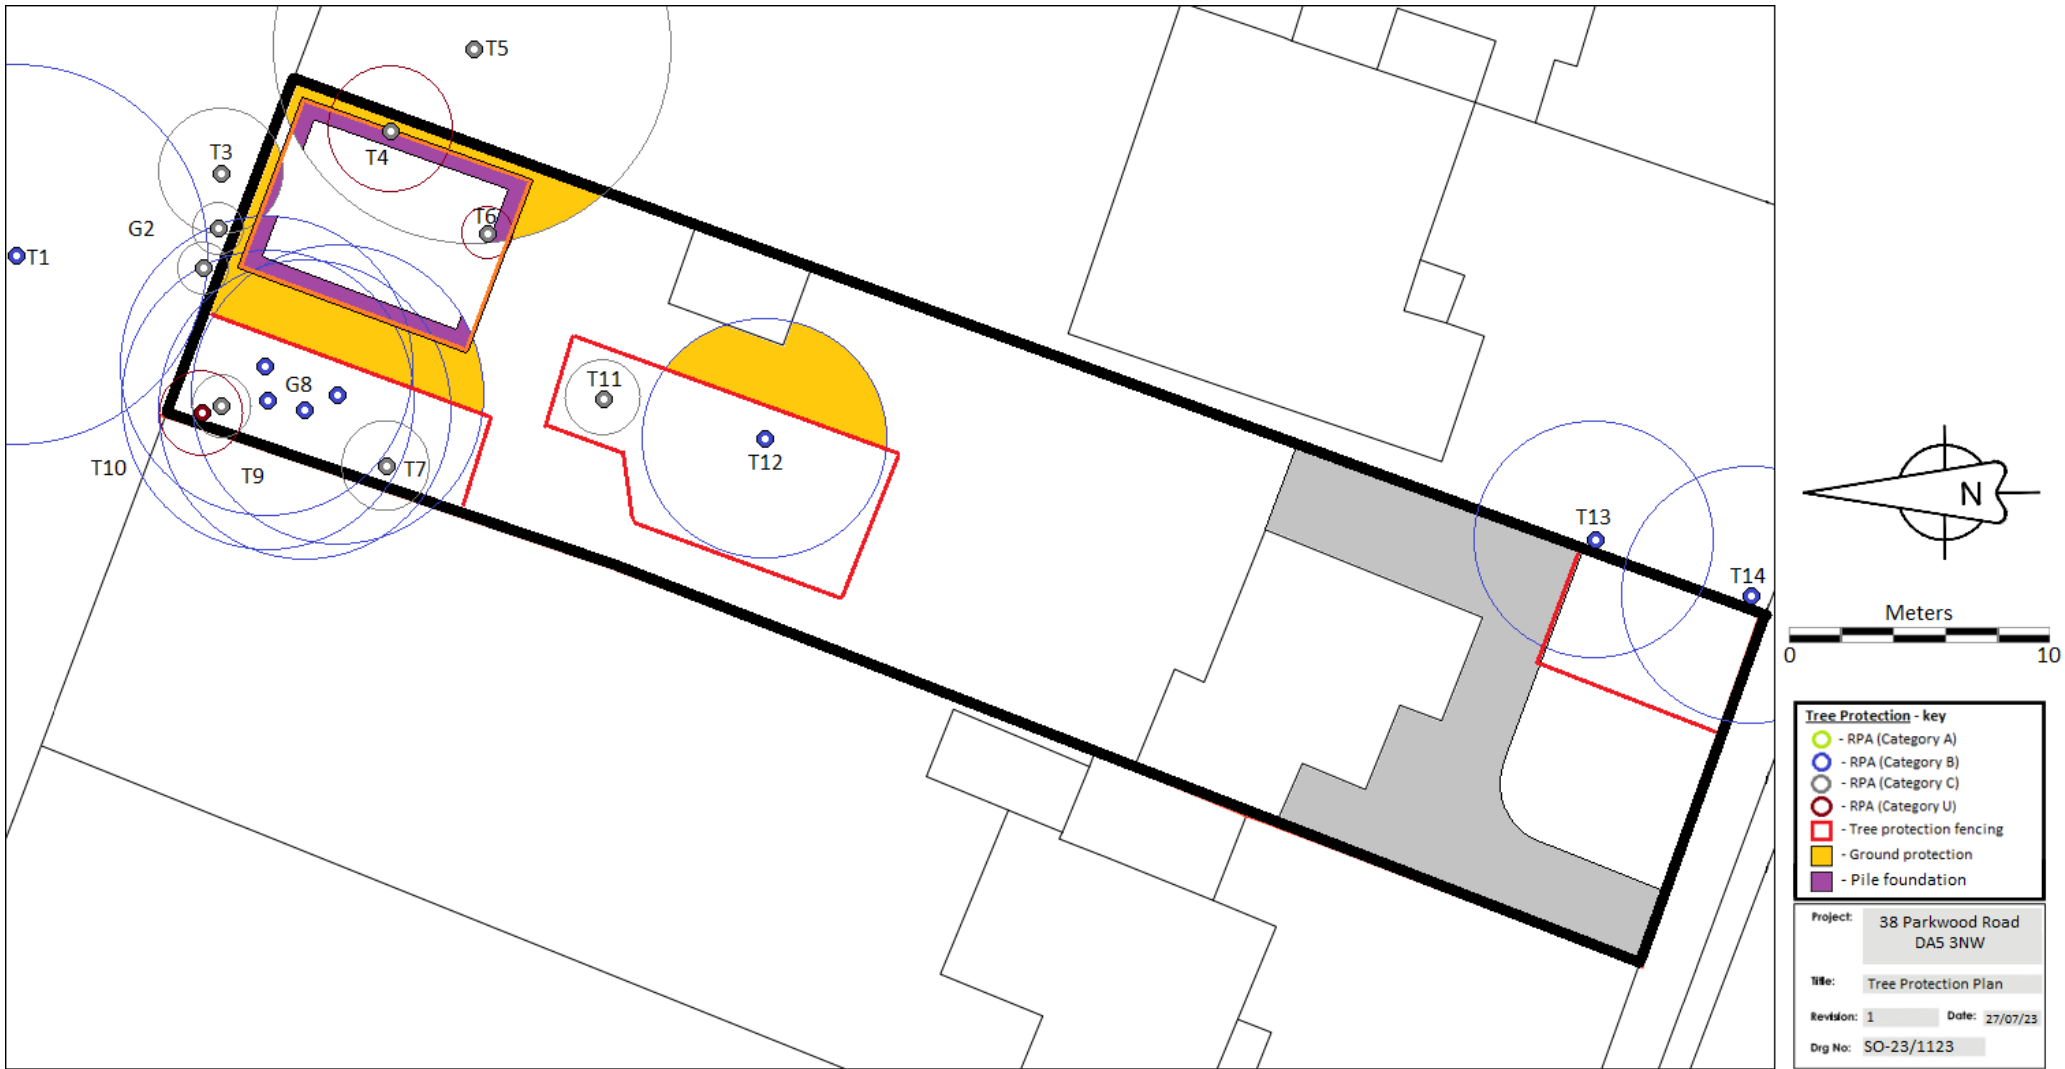 T5
T4
T3
T6
G2
T1
G8
T10
T9
T7
T11
T12
T13
T14
N
Meters
0 10
Tree Protection - key
- RPA (Category A)
- RPA (Category B)
- RPA (Category C)
- RPA (Category U)
- Tree protection fencing
- Ground protection
- Pile foundation
Project: 38 Parkwood Road
DA5 3NW
Title: Tree Protection Plan
Revision: 1 Date: 27/07/23
Drg No: SO-23/1123